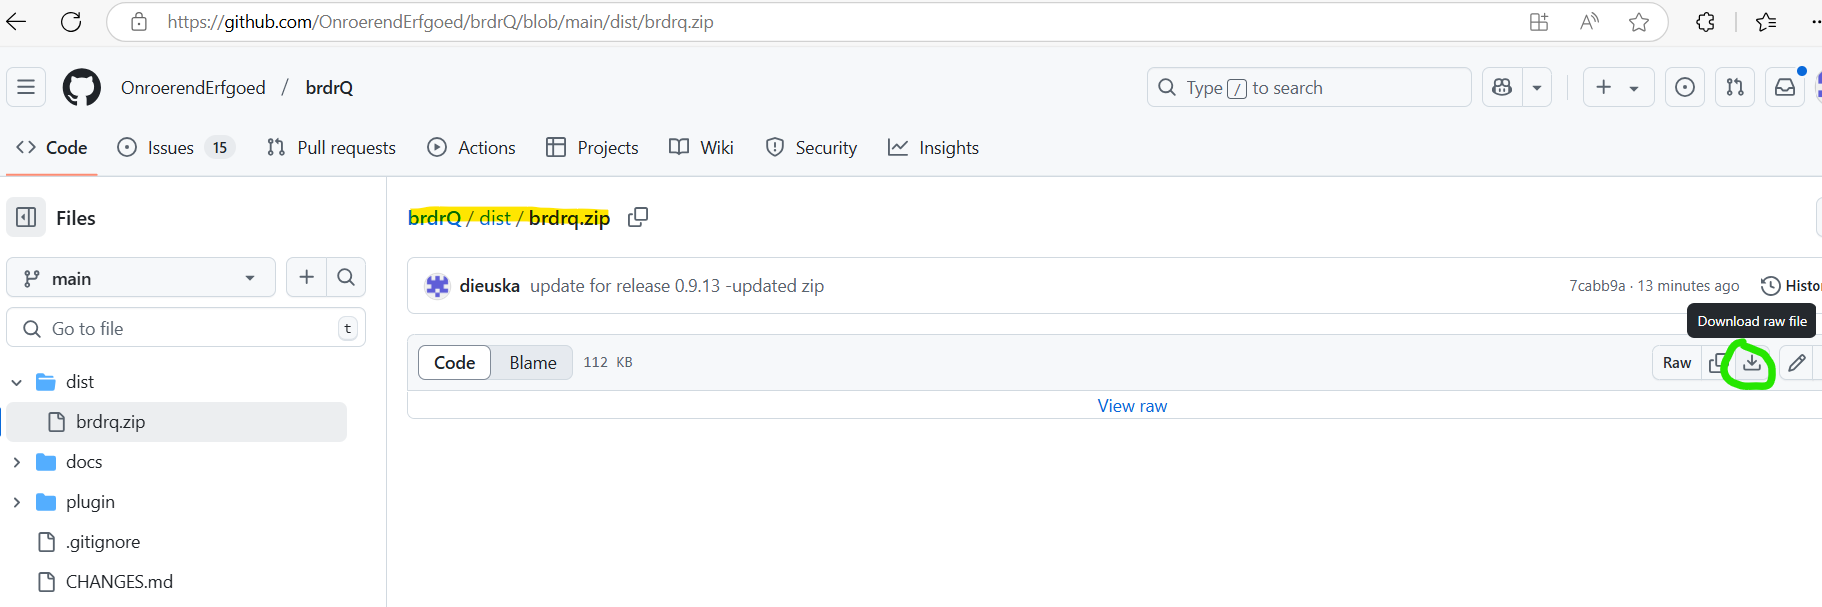 https://github.com/OnroerendErfgoed/brdrQ/blob/main/dist/brdrq.zip
OnroerendErfgoed / brdrQ
Type / to search
Code Issues 15 Pull requests Actions Projects Wiki Security Insights
Files
brdrQ / dist / brdrq.zip
main
dieuska update for release 0.9.13 -updated zip
7cabb9a · 13 minutes ago
Histo
Download raw file
Go to file t
Code Blame 112 KB
Raw
View raw
dist
brdrq.zip
docs
plugin
.gitignore
CHANGES.md